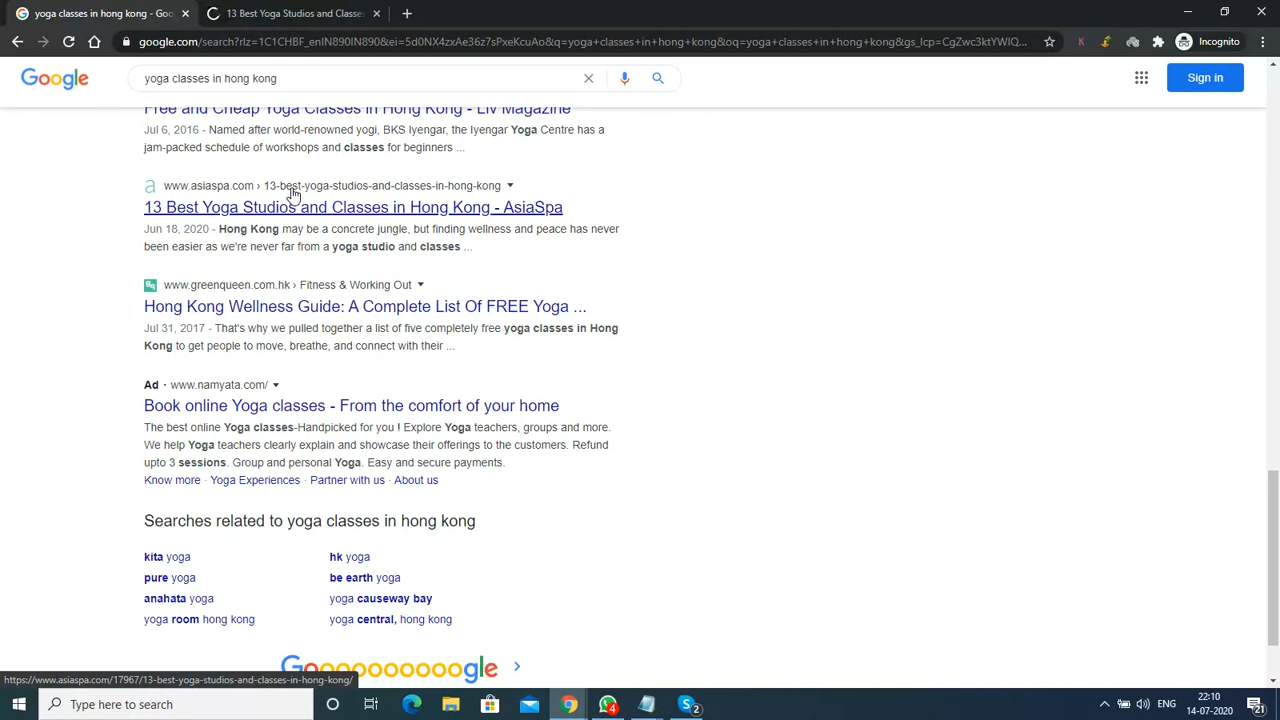 yoga classes in hong kong - Goo
13 Best Yoga Studios and Classes
google.com/search?rlz=1C1CHBF_enIN890IN890&ei=5d0NX4zxAe36z7sPxeKcuAo&q=yoga+classes+in+hong+kong&oq=yoga+classes+in+hong+kong&gs_lcp=CgZwc3ktYWIQ...
Incognito
Google
yoga classes in hong kong
Sign in
Free and Cheap Yoga Classes in Hong Kong - Liv Magazine
Jul 6, 2016 - Named after world-renowned yogi, BKS Iyengar, the Iyengar Yoga Centre has a
jam-packed schedule of workshops and classes for beginners ...
a www.asiaspa.com › 13-best-yoga-studios-and-classes-in-hong-kong
13 Best Yoga Studios and Classes in Hong Kong - AsiaSpa
Jun 18, 2020 - Hong Kong may be a concrete jungle, but finding wellness and peace has never
been easier as we're never far from a yoga studio and classes ...
www.greenqueen.com.hk › Fitness & Working Out
Hong Kong Wellness Guide: A Complete List Of FREE Yoga ...
Jul 31, 2017 - That's why we pulled together a list of five completely free yoga classes in Hong
Kong to get people to move, breathe, and connect with their ...
Ad · www.namyata.com/
Book online Yoga classes - From the comfort of your home
The best online Yoga classes-Handpicked for you ! Explore Yoga teachers, groups and more.
We help Yoga teachers clearly explain and showcase their offerings to the customers. Refund
upto 3 sessions. Group and personal Yoga. Easy and secure payments.
Know more · Yoga Experiences · Partner with us · About us
Searches related to yoga classes in hong kong
kita yoga
hk yoga
pure yoga
be earth yoga
anahata yoga
yoga causeway bay
yoga room hong kong
yoga central, hong kong
Goooooooooogle
https://www.asiaspa.com/17967/13-best-yoga-studios-and-classes-in-hong-kong/
Type here to search
4
2
ENG
22:10
14-07-2020
21